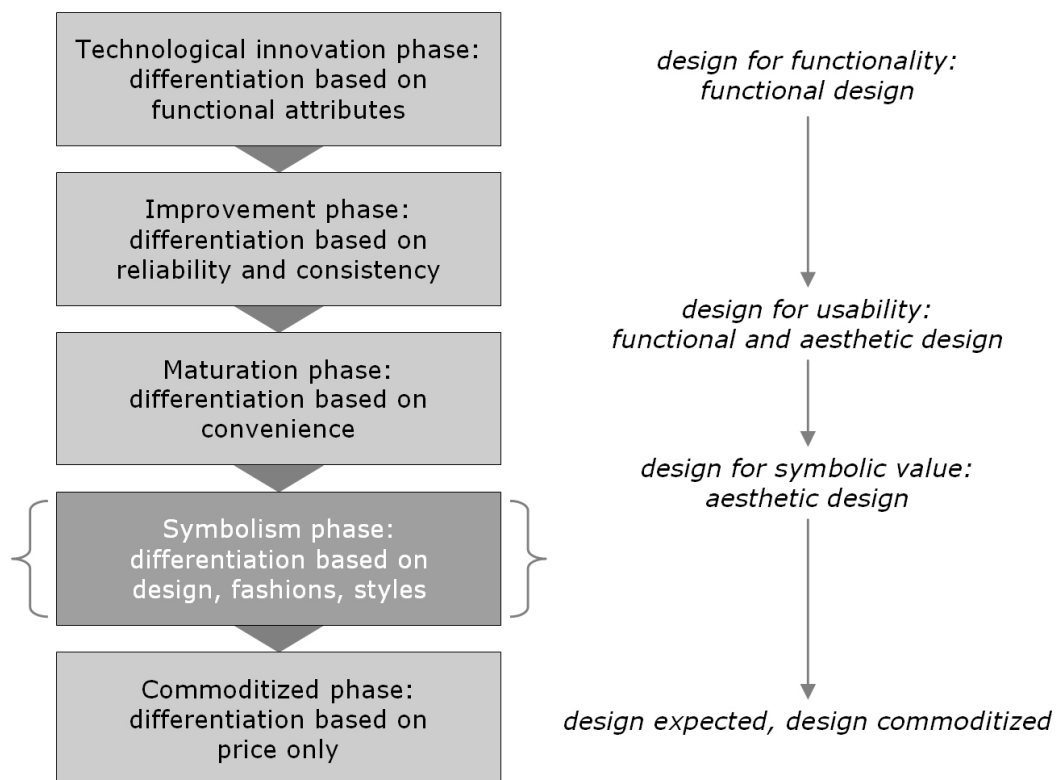 Technological innovation phase:
differentiation based on
functional attributes
design for functionality:
functional design
Improvement phase:
differentiation based on
reliability and consistency
design for usability:
functional and aesthetic design
Maturation phase:
differentiation based on
convenience
design for symbolic value:
aesthetic design
Symbolism phase:
differentiation based on
design, fashions, styles
Commoditized phase:
differentiation based on
price only
design expected, design commoditized